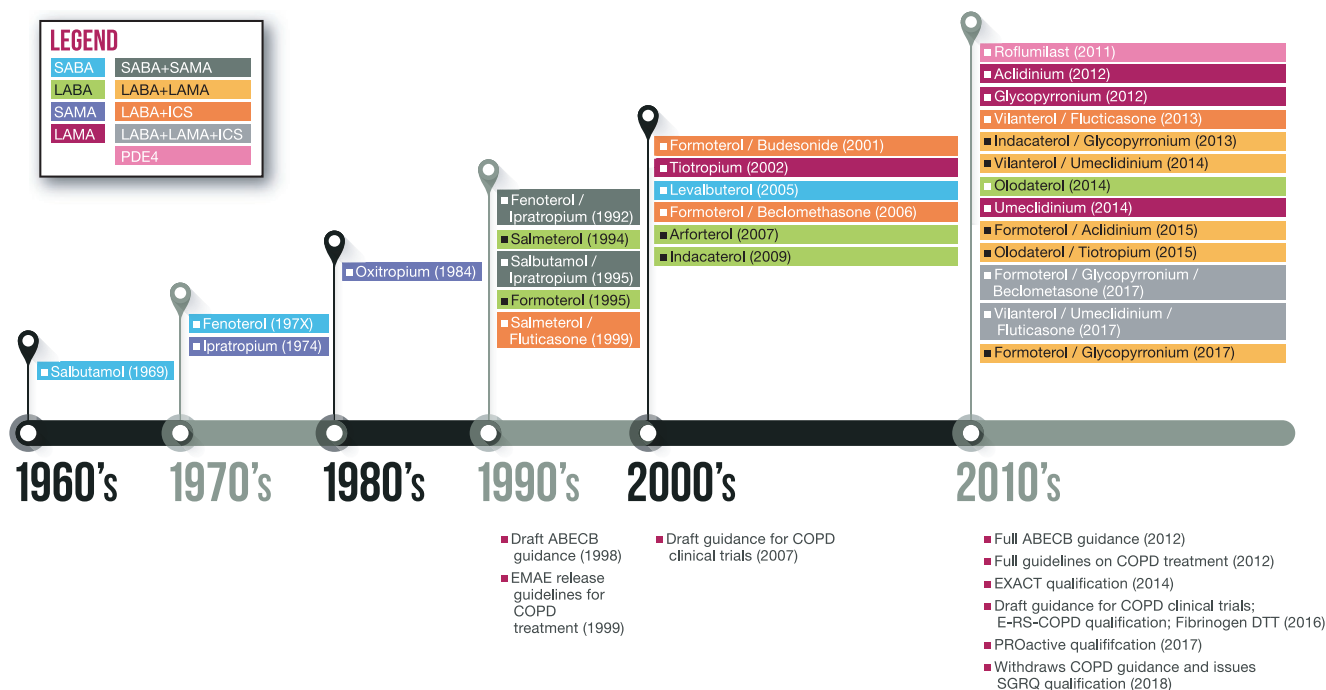 LEGEND
SABA
SABA+SAMA
LABA
LABA+LAMA
SAMA
LABA+ICS
LAMA
LABA+LAMA+ICS
PDE4
Salbutamol (1969)
Fenoterol (197X)
Ipratropium (1974)
Oxitropium (1984)
Fenoterol /
Ipratropium (1992)
Salmeterol (1994)
Salbutamol /
Ipratropium (1995)
Formoterol (1995)
Salmeterol /
Fluticasone (1999)
Formoterol / Budesonide (2001)
Tiotropium (2002)
Levalbuterol (2005)
Formoterol / Beclomethasone (2006)
Arforterol (2007)
Indacaterol (2009)
Roflumilast (2011)
Aclidinium (2012)
Glycopyrronium (2012)
Vilanterol / Flucticasone (2013)
Indacaterol / Glycopyrronium (2013)
Vilanterol / Umeclidinium (2014)
Olodaterol (2014)
Umeclidinium (2014)
Formoterol / Aclidinium (2015)
Olodaterol / Tiotropium (2015)
Formoterol / Glycopyrronium /
Beclometasone (2017)
Vilanterol / Umeclidinium /
Fluticasone (2017)
Formoterol / Glycopyrronium (2017)
1960's
1970's
1980's
1990's
2000's
2010's
Draft ABECB
guidance (1998)
EMAE release
guidelines for
COPD
treatment (1999)
Draft guidance for COPD
clinical trials (2007)
Full ABECB guidance (2012)
Full guidelines on COPD treatment (2012)
EXACT qualification (2014)
Draft guidance for COPD clinical trials;
E-RS-COPD qualification; Fibrinogen DTT (2016)
PROactive qualififcation (2017)
Withdraws COPD guidance and issues
SGRQ qualification (2018)